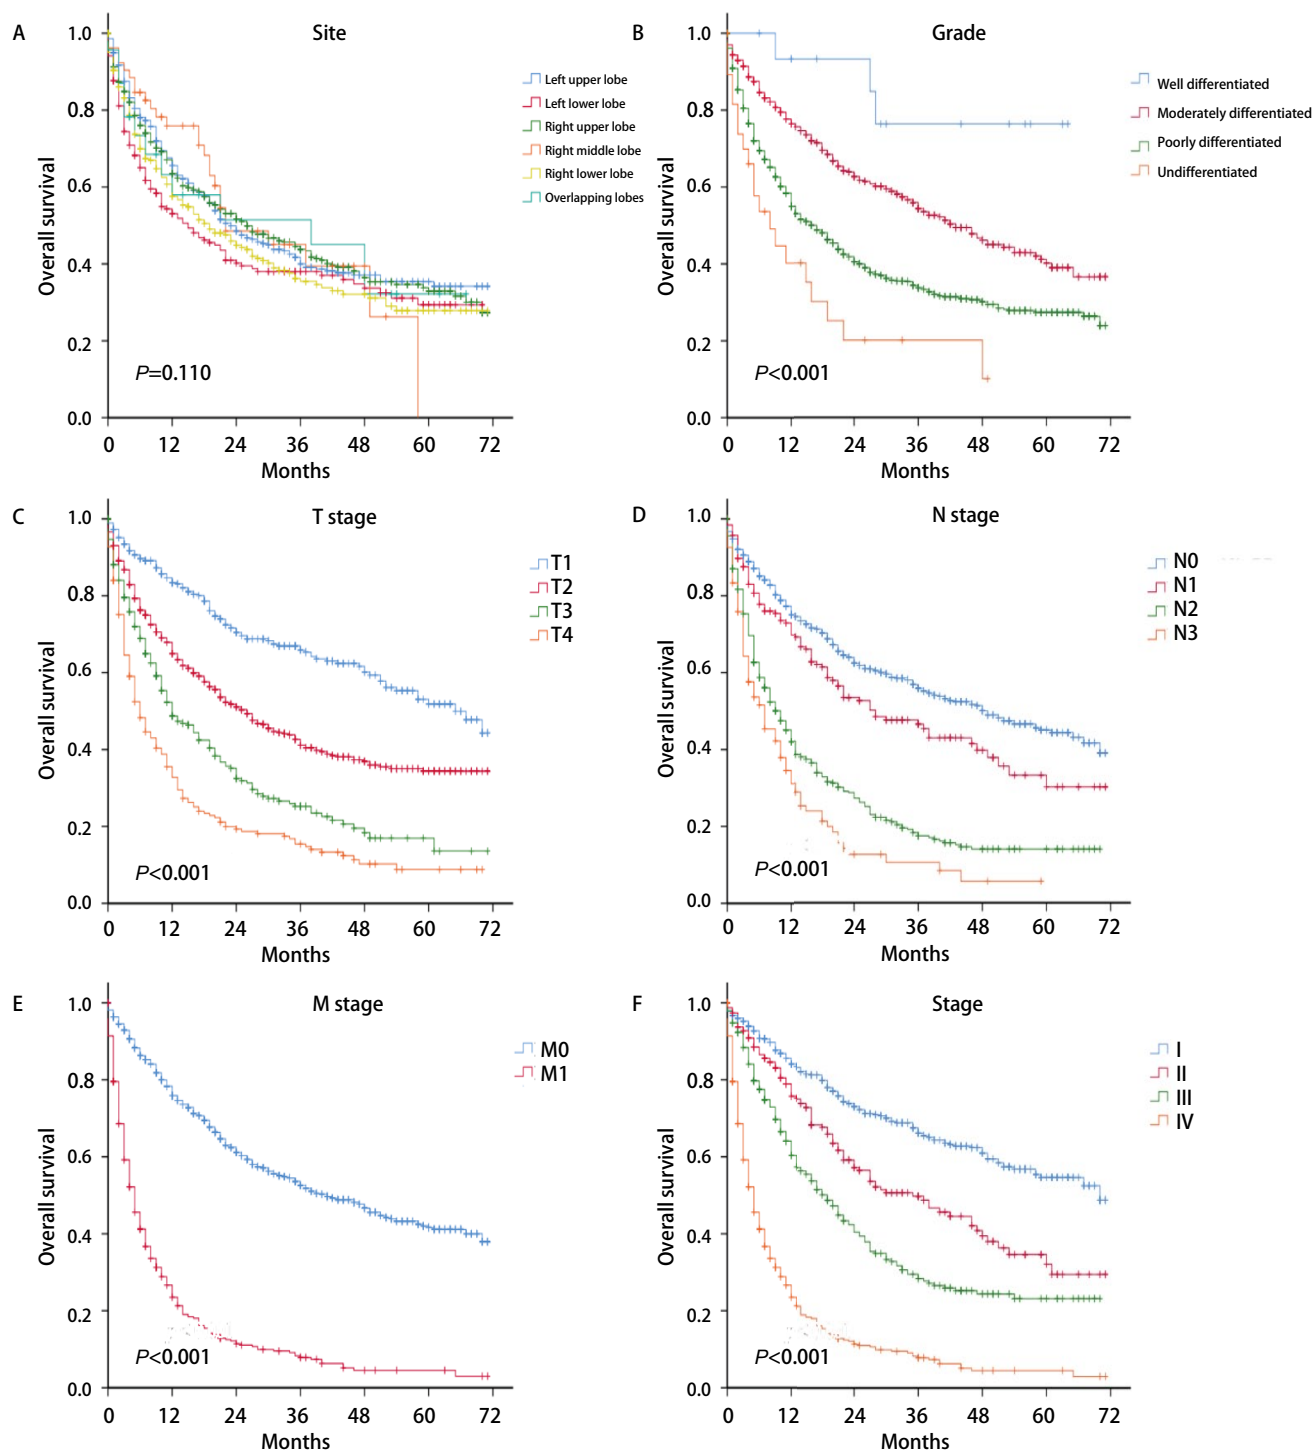 A
Site
Overall survival
1.0
0.8
0.6
0.4
0.2
0.0
P=0.110
0 12 24 36 48 60 72
Months
Left upper lobe
Left lower lobe
Right upper lobe
Right middle lobe
Right lower lobe
Overlapping lobes
B
Grade
Overall survival
1.0
0.8
0.6
0.4
0.2
0.0
P<0.001
0 12 24 36 48 60 72
Months
Well differentiated
Moderately differentiated
Poorly differentiated
Undifferentiated
C
T stage
Overall survival
1.0
0.8
0.6
0.4
0.2
0.0
P<0.001
0 12 24 36 48 60 72
Months
T1
T2
T3
T4
D
N stage
Overall survival
1.0
0.8
0.6
0.4
0.2
0.0
P<0.001
0 12 24 36 48 60 72
Months
N0
N1
N2
N3
E
M stage
Overall survival
1.0
0.8
0.6
0.4
0.2
0.0
P<0.001
0 12 24 36 48 60 72
Months
M0
M1
F
Stage
Overall survival
1.0
0.8
0.6
0.4
0.2
0.0
P<0.001
0 12 24 36 48 60 72
Months
I
II
III
IV